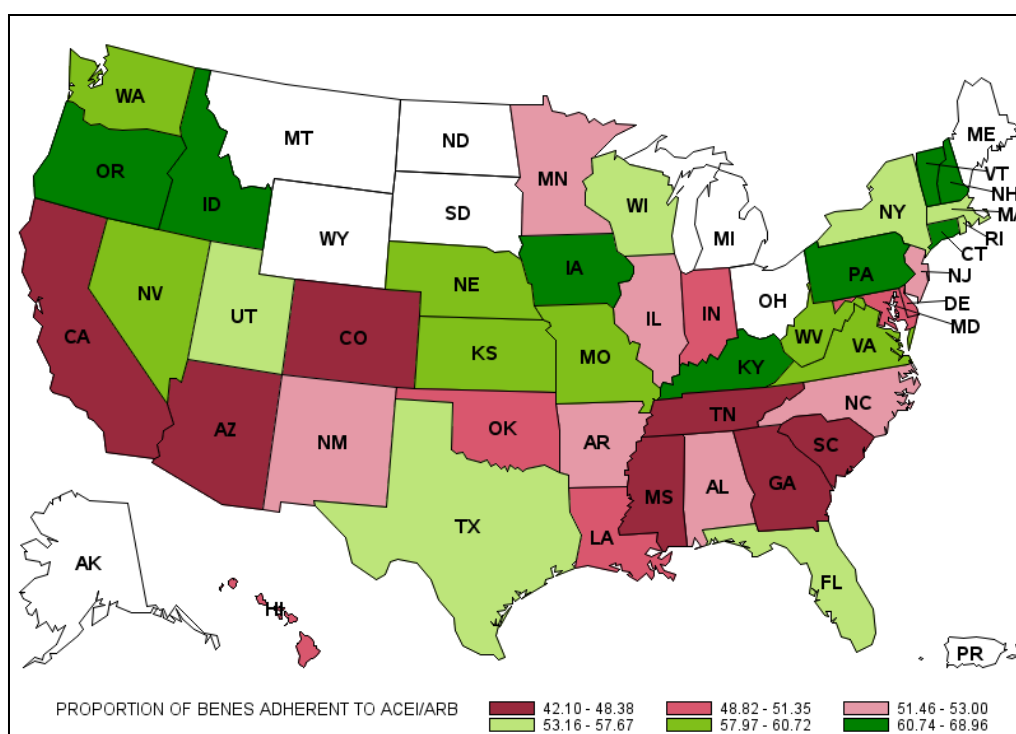 WA
MT
ND
ME
OR
MN
VT
ID
NH
SD
WI
NY
MA
WY
MI
RI
CT
IA
PA
NE
NJ
NV
OH
UT
IL
IN
DE
CA
CO
MD
KS
MO
WV
VA
KY
AZ
NM
OK
TN
NC
AR
SC
MS
AL
GA
TX
LA
AK
FL
HI
PR
PROPORTION OF BENES ADHERENT TO ACEI/ARB
42.10 - 48.38
48.82 - 51.35
51.46 - 53.00
53.16 - 57.67
57.97 - 60.72
60.74 - 68.96